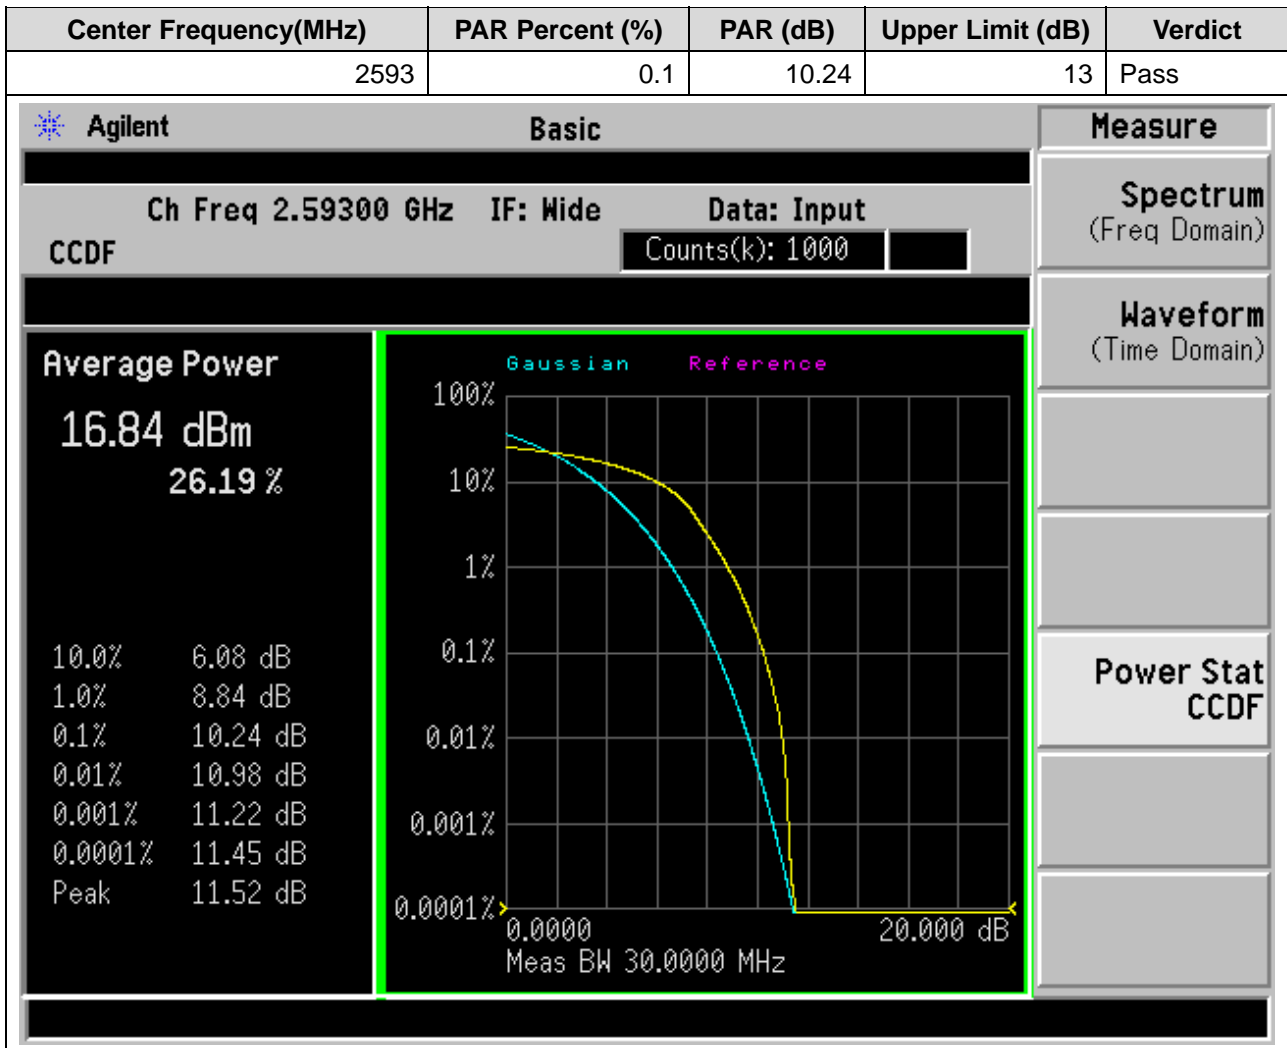 Center Frequency(MHz) PAR Percent (%) PAR (dB) Upper Limit (dB) Verdict
2593 0.1 10.24 13 Pass
Agilent Basic Measure
Ch Freq 2.59300 GHz IF: Wide Data: Input
CCDF Counts(k): 1000
Spectrum
(Freq Domain)
Waveform
(Time Domain)
Power Stat
CCDF
Average Power
16.84 dBm
26.19 %
10.0% 6.08 dB
1.0% 8.84 dB
0.1% 10.24 dB
0.01% 10.98 dB
0.001% 11.22 dB
0.0001% 11.45 dB
Peak 11.52 dB
Gaussian Reference
100%
10%
1%
0.1%
0.01%
0.001%
0.0001%
0.0000 20.000 dB
Meas BW 30.0000 MHz